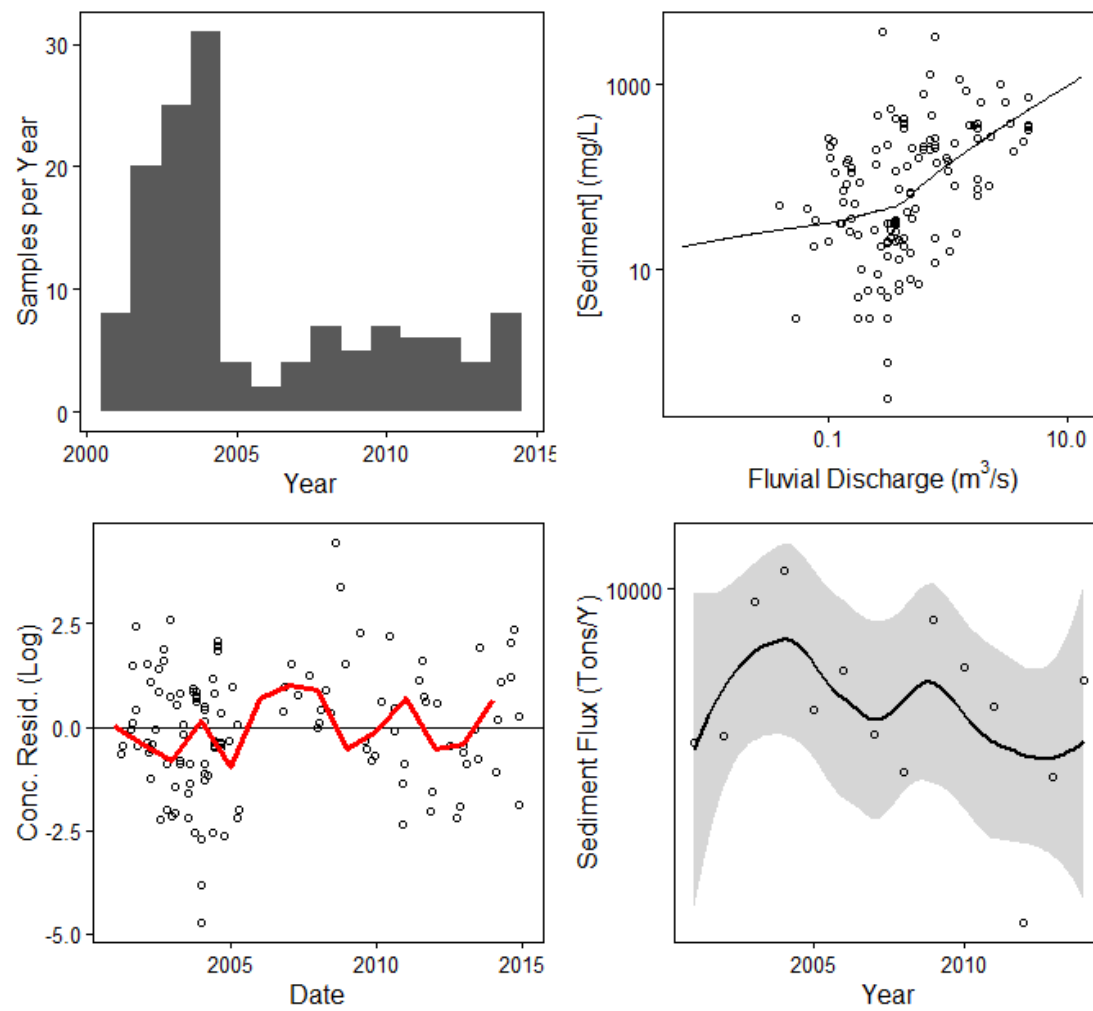 30
20
10
0
Samples per Year
2000
2005
2010
2015
Year
1000
10
[Sediment] (mg/L)
0.1
10.0
Fluvial Discharge (m³/s)
2.5
0.0
-2.5
-5.0
Conc. Resid. (Log)
2005
2010
2015
Date
10000
Sediment Flux (Tons/Y)
2005
2010
Year